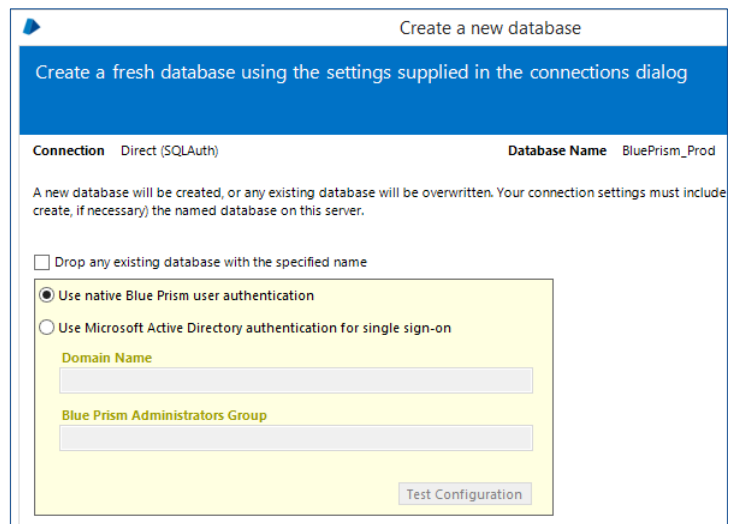 Create a new database
Create a fresh database using the settings supplied in the connections dialog
Connection Direct (SQLAuth) Database Name BluePrism_Prod
A new database will be created, or any existing database will be overwritten. Your connection settings must include
create, if necessary) the named database on this server.
Drop any existing database with the specified name
Use native Blue Prism user authentication
Use Microsoft Active Directory authentication for single sign-on
Domain Name
Blue Prism Administrators Group
Test Configuration